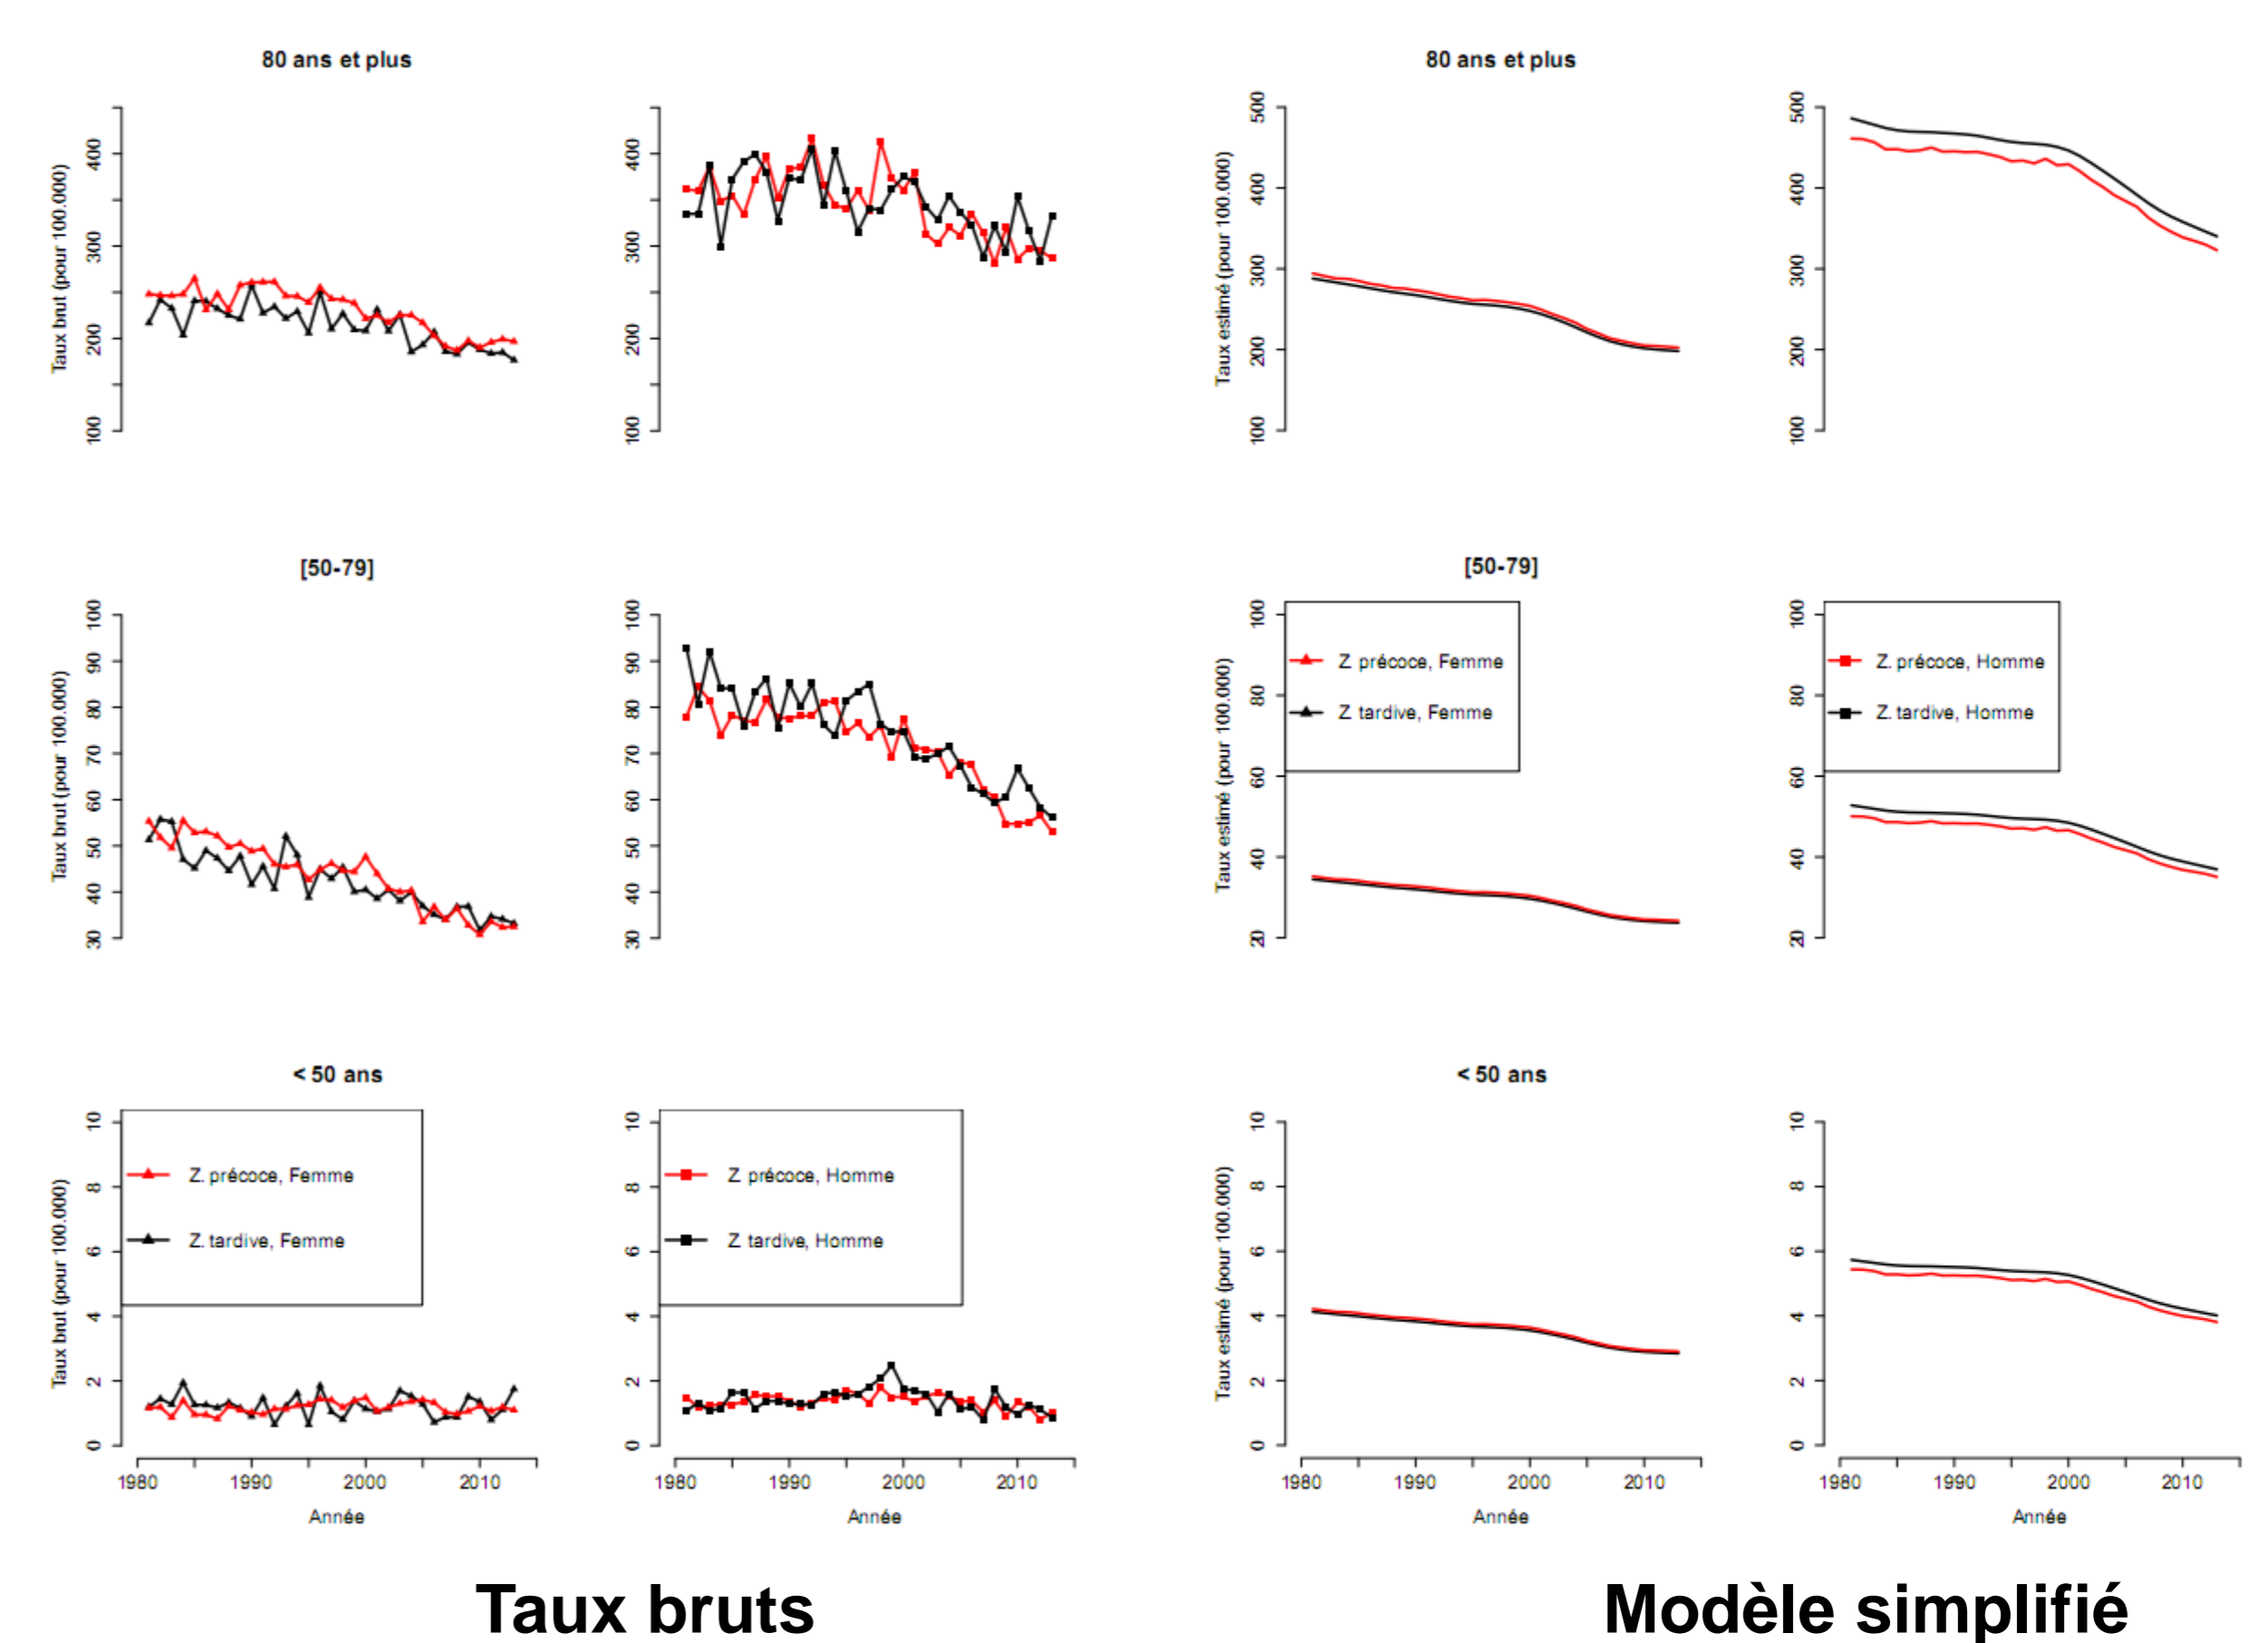 80 ans et plus
80 ans et plus
Taux brut (pour 100.000)
100 200 300 400
100 200 300 400
Taux estimé (pour 100.000)
100 200 300 400 500
100 200 300 400 500
[50-79]
[50-79]
Taux brut (pour 100.000)
30 40 50 60 70 80 90 100
30 40 50 60 70 80 90 100
Taux estimé (pour 100.000)
20 40 60 80 100
Z. précoce, Femme
Z. tardive, Femme
20 40 60 80 100
Z. précoce, Homme
Z. tardive, Homme
< 50 ans
< 50 ans
Taux brut (pour 100.000)
0 2 4 6 8 10
Z. précoce, Femme
Z. tardive, Femme
0 2 4 6 8 10
Z. précoce, Homme
Z. tardive, Homme
Taux estimé (pour 100.000)
0 2 4 6 8 10
0 2 4 6 8 10
1980 1990 2000 2010
1980 1990 2000 2010
1980 1990 2000 2010
1980 1990 2000 2010
Année
Année
Année
Année
Taux bruts
Modèle simplifié